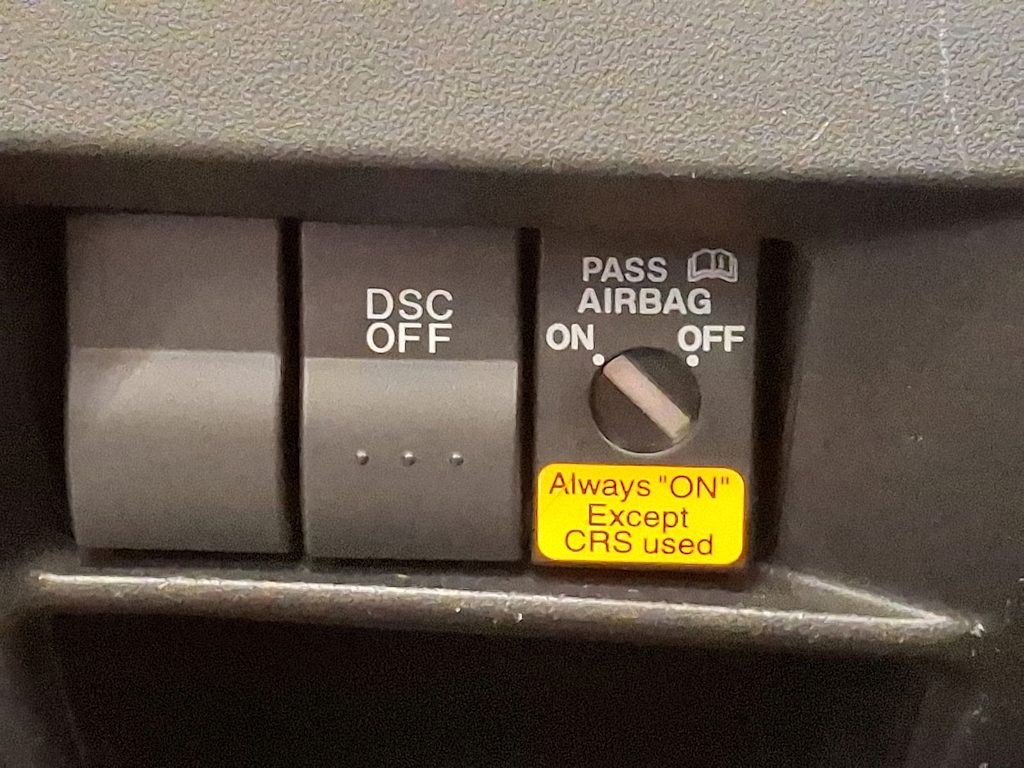 DSC
OFF
PASS
AIRBAG
ON OFF
Always "ON"
Except
CRS used